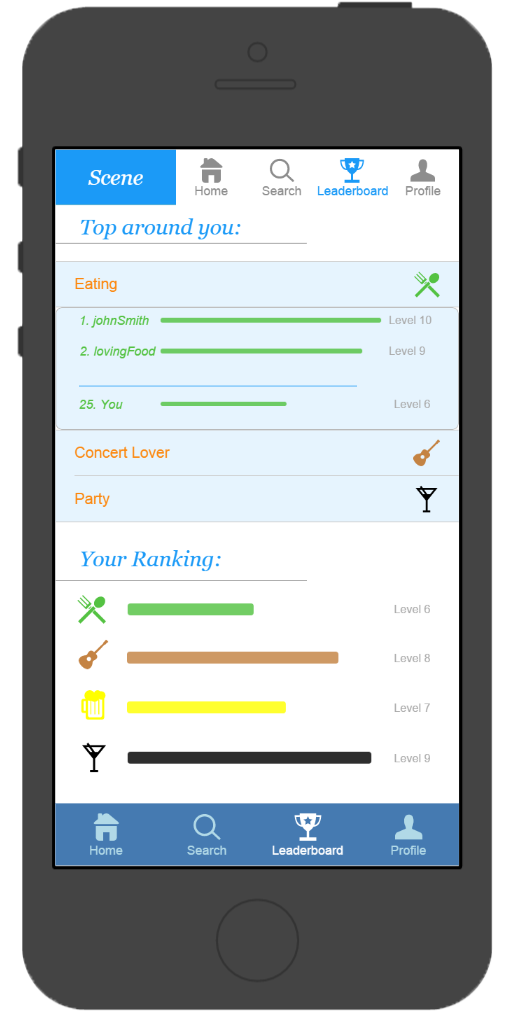 Scene
Home Search Leaderboard Profile
Top around you:
Eating
1. johnSmith Level 10
2. lovingFood Level 9
25. You Level 6
Concert Lover
Party
Your Ranking:
Level 6
Level 8
Level 7
Level 9
Home Search Leaderboard Profile